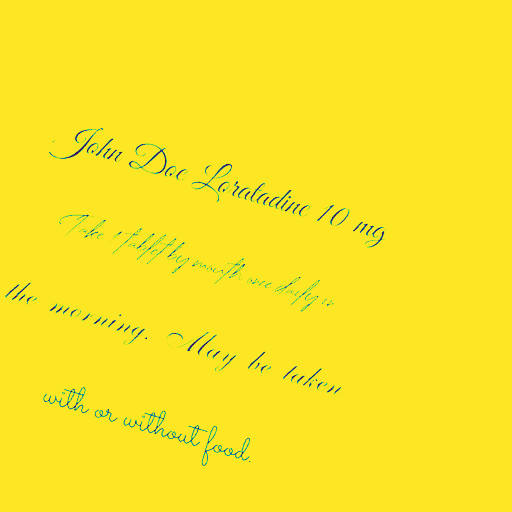 John Doe Loratadine 10 mg
Take 1 tablet by mouth once daily in
the morning. May be taken
with or without food.